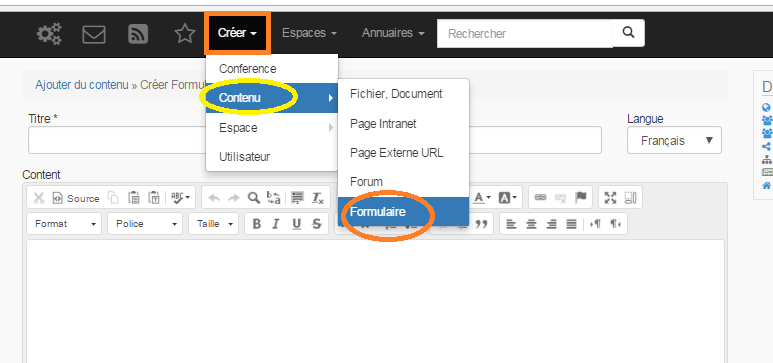 Créer Espaces Annuaires Rechercher
Conference
Contenu
Espace
Utilisateur
Fichier, Document
Page Intranet
Page Externe URL
Forum
Formulaire
Ajouter du contenu » Créer Formu
D
Titre *
Langue
Français
Content
Source
ABC
Format Police Taille B I U S
A A